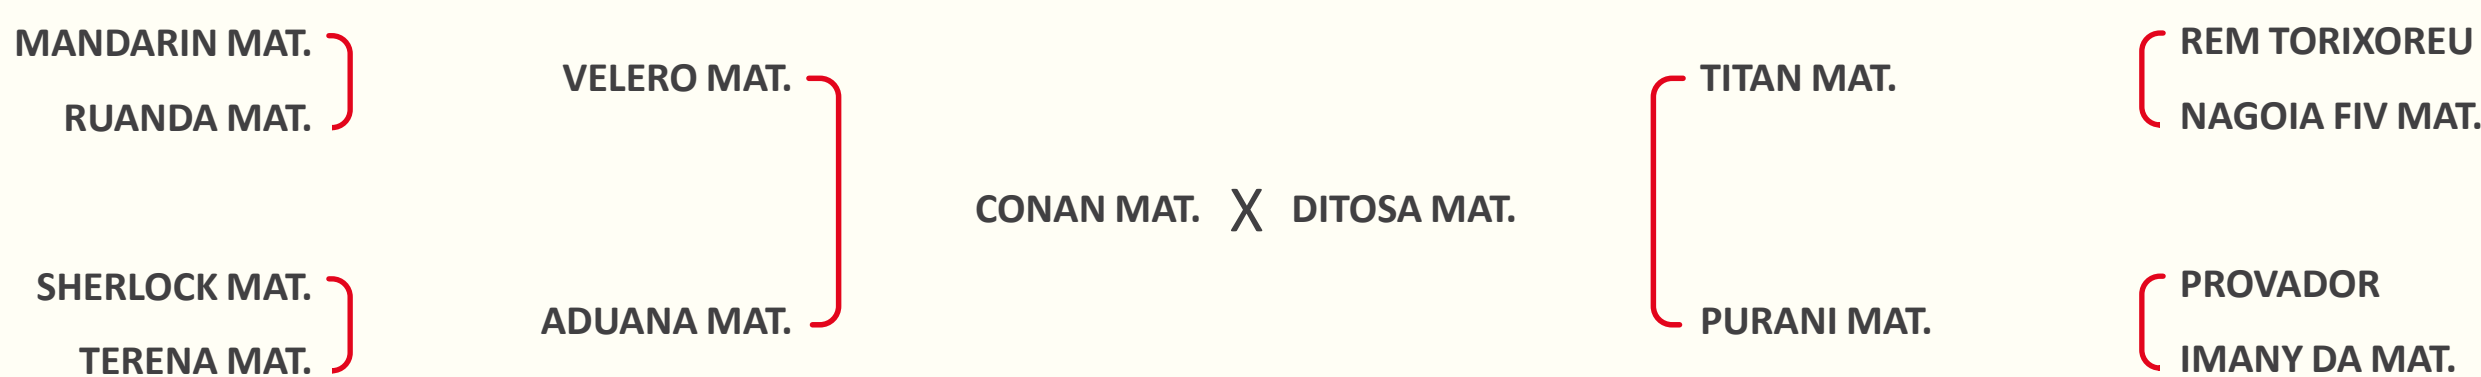 MANDARIN MAT.
RUANDA MAT.
VELERO MAT.
SHERLOCK MAT.
TERENA MAT.
ADUANA MAT.
CONAN MAT. X DITOSA MAT.
TITAN MAT.
REM TORIXOREU
NAGOIA FIV MAT.
PURANI MAT.
PROVADOR
IMANY DA MAT.